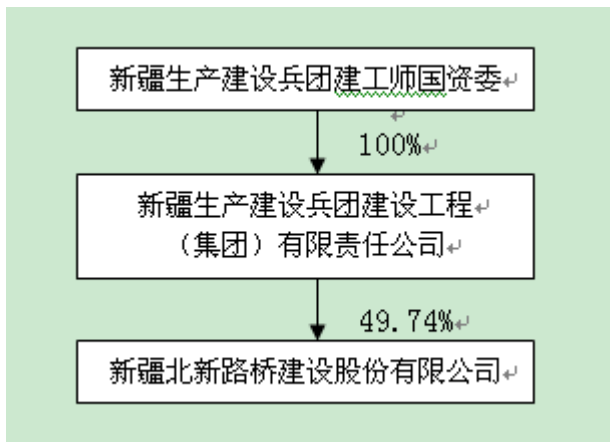 新疆生产建设兵团建工师国资委
100%
新疆生产建设兵团建设工程
（集团）有限责任公司
49.74%
新疆北新路桥建设股份有限公司